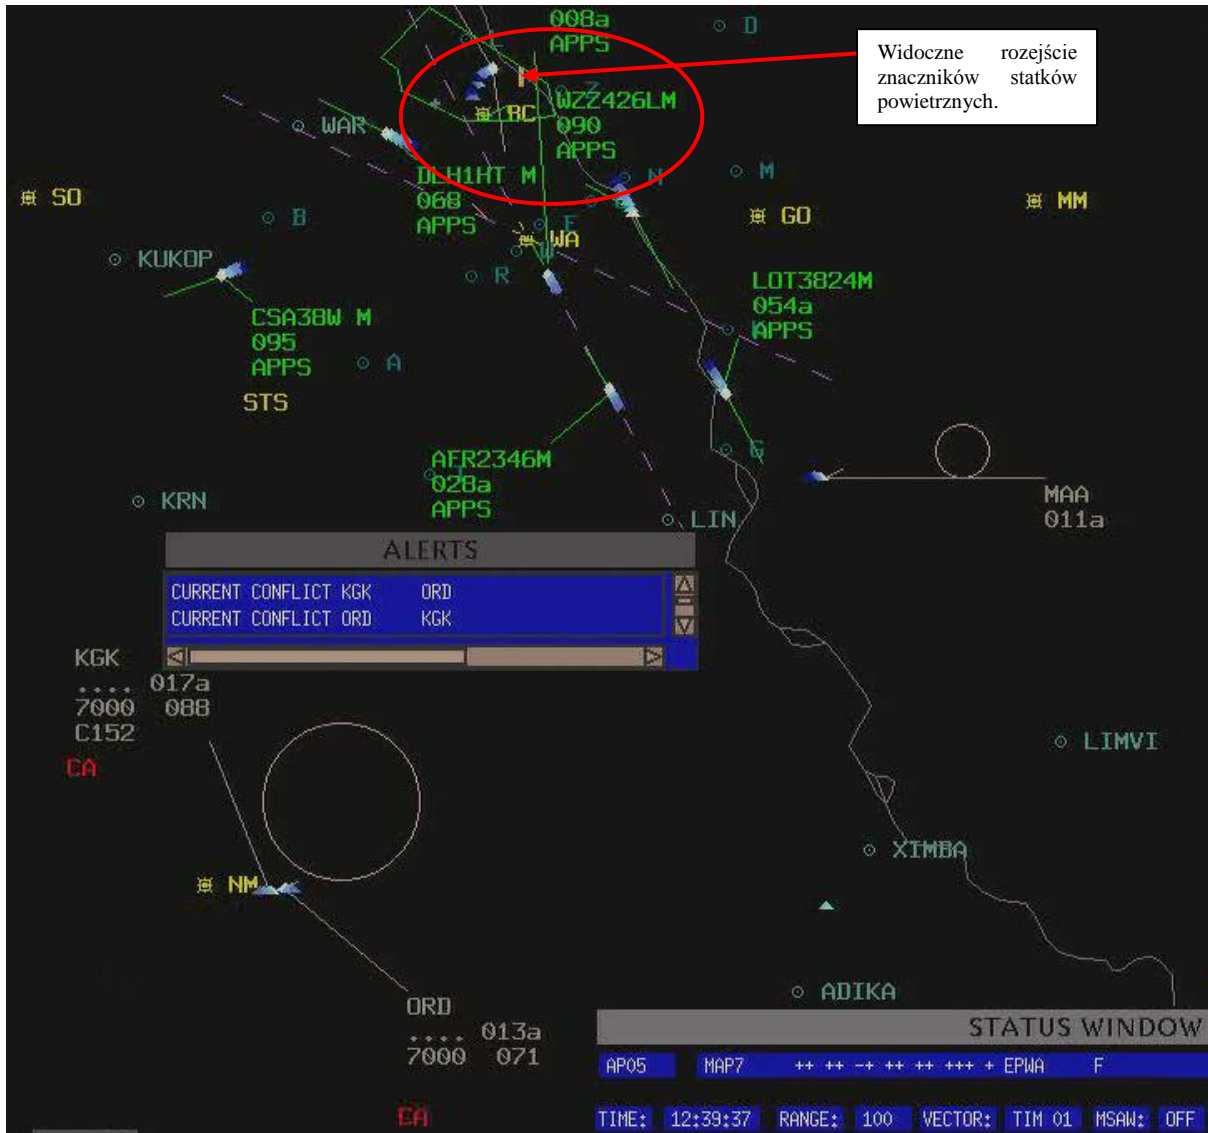 008a
D
L
APPS
Widoczne rozejście
znaczników statków
powietrznych.
Z
WZZ426LM
RC
090
WAR
APPS
DLH1HT M
N
M
068
SO
MM
B
GO
APPS
F
WA
W
KUKOP
R
LOT3824M
CSA38W M
054a
095
APPS
APPS
A
STS
AFR2346M
G
028a
KRN
APPS
MAA
011a
LIN
ALERTS
CURRENT CONFLICT KGK ORD
CURRENT CONFLICT ORD KGK
KGK
.... 017a
7000 088
C152
CA
LIMVI
XIMBA
NM
ADIKA
ORD
.... 013a
7000 071
CA
STATUS WINDOW
AP05 MAP7 ++ ++ -+ ++ ++ +++ + EPWA F
TIME: 12:39:37 RANGE: 100 VECTOR: TIM 01 MSAW: OFF